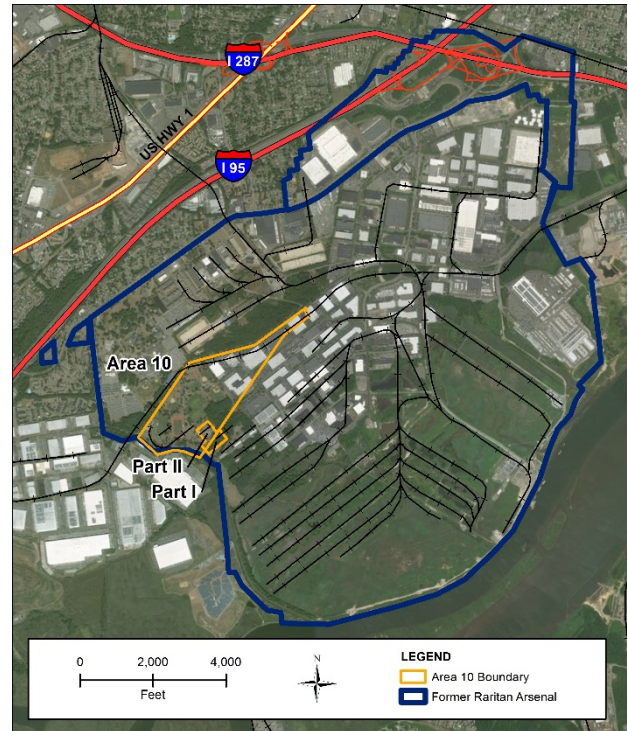 I 287
US HWY 1
I 95
Area 10
Part II
Part I
0 2,000 4,000
Feet
N
LEGEND
Area 10 Boundary
Former Raritan Arsenal